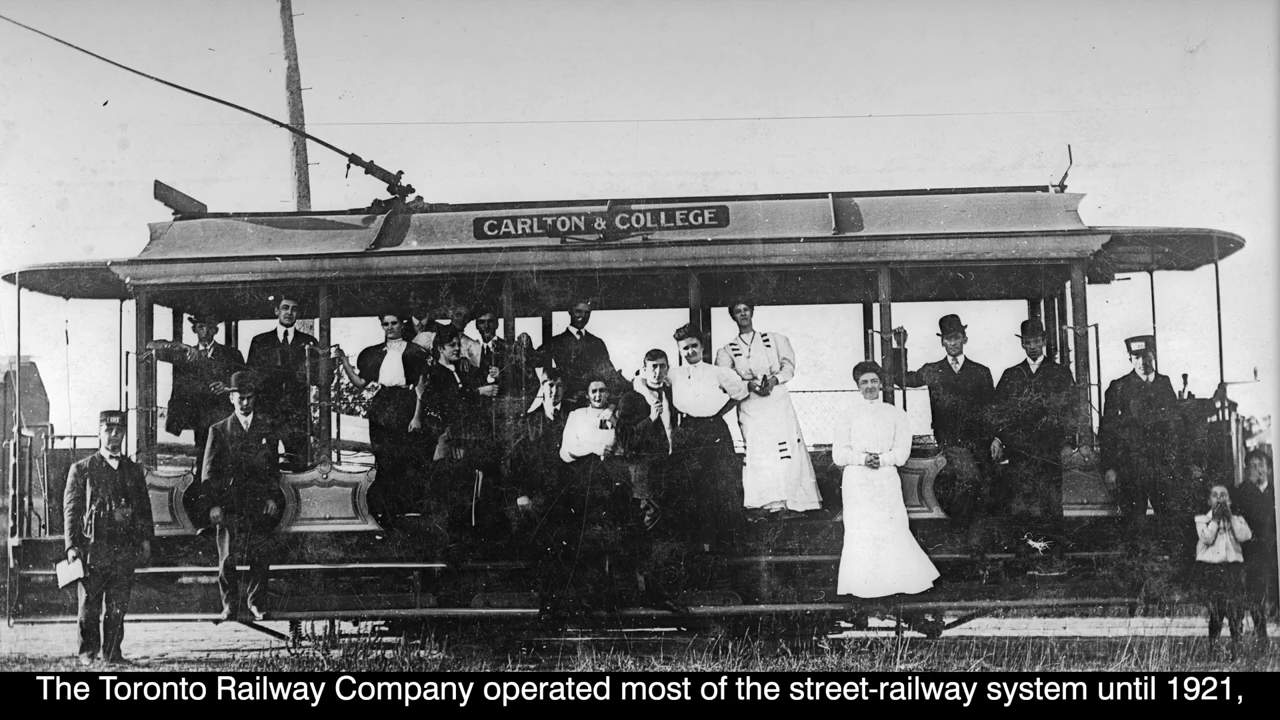 CARLTON & COLLEGE
The Toronto Railway Company operated most of the street-railway system until 1921,